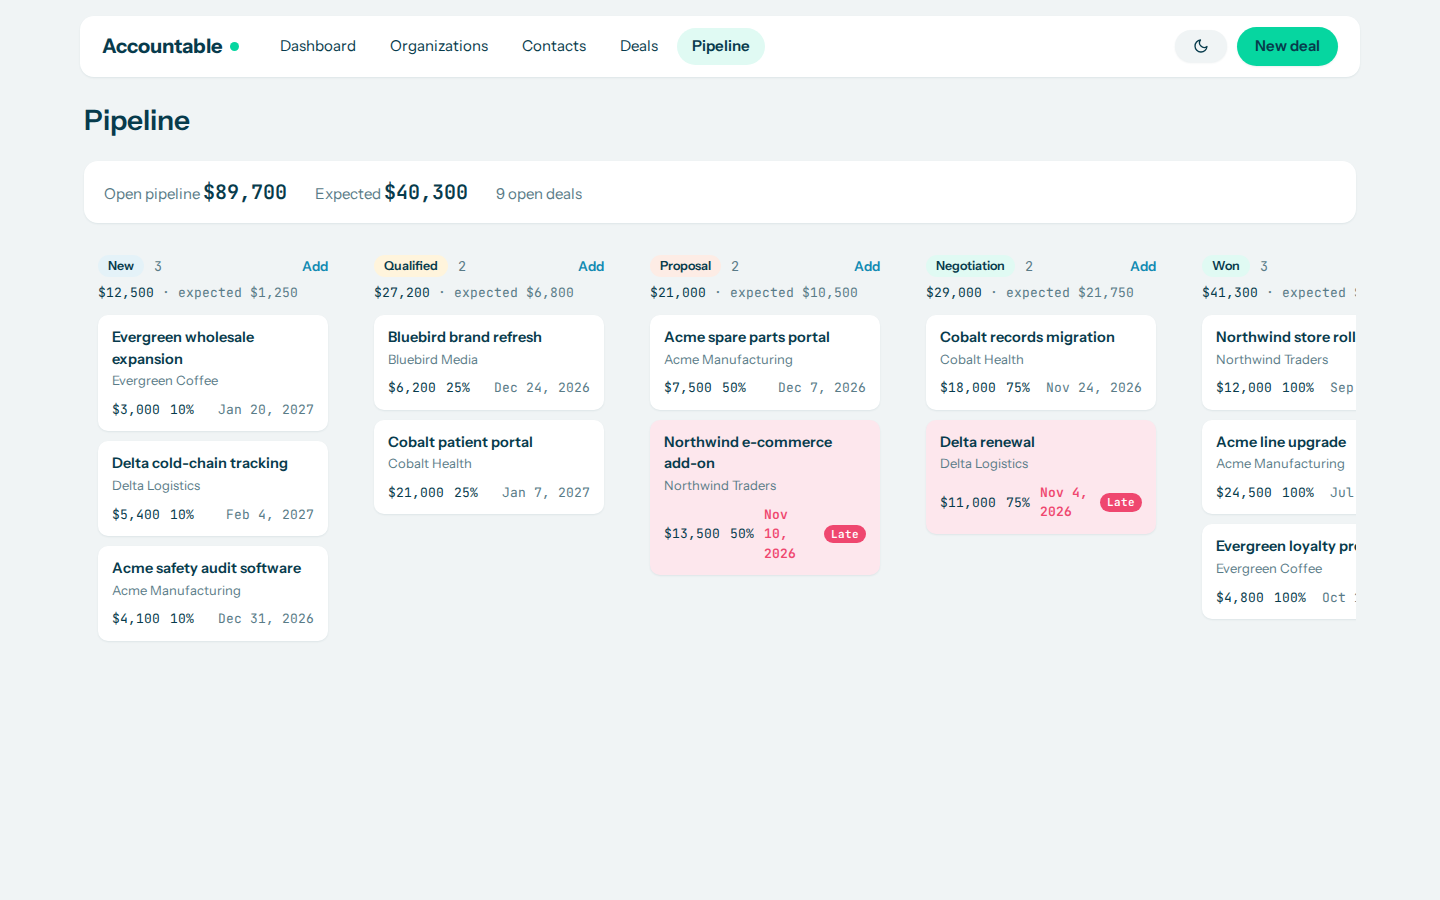 Accountable
Dashboard
Organizations
Contacts
Deals
Pipeline
New deal
Pipeline
Open pipeline $89,700
Expected $40,300
9 open deals
New 3 Add
$12,500 · expected $1,250
Evergreen wholesale
expansion
Evergreen Coffee
$3,000 10% Jan 20, 2027
Delta cold-chain tracking
Delta Logistics
$5,400 10% Feb 4, 2027
Acme safety audit software
Acme Manufacturing
$4,100 10% Dec 31, 2026
Qualified 2 Add
$27,200 · expected $6,800
Bluebird brand refresh
Bluebird Media
$6,200 25% Dec 24, 2026
Cobalt patient portal
Cobalt Health
$21,000 25% Jan 7, 2027
Proposal 2 Add
$21,000 · expected $10,500
Acme spare parts portal
Acme Manufacturing
$7,500 50% Dec 7, 2026
Northwind e-commerce
add-on
Northwind Traders
$13,500 50% Nov
10,
2026
Late
Negotiation 2 Add
$29,000 · expected $21,750
Cobalt records migration
Cobalt Health
$18,000 75% Nov 24, 2026
Delta renewal
Delta Logistics
$11,000 75% Nov 4,
2026
Late
Won 3
$41,300 · expected
Northwind store roll
Northwind Traders
$12,000 100% Sep
Acme line upgrade
Acme Manufacturing
$24,500 100% Jul
Evergreen loyalty
Evergreen Coffee
$4,800 100% Oct